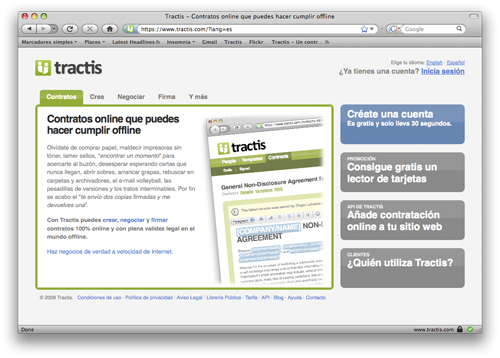 Tractis - Contratos online que puedes hacer cumplir offline
https://www.tractis.com/?lang=es
Google
Marcadores simples Places Latest Headlines Insomnia Gmail Tractis Flickr Tractis - Un contr...
tractis
Elige tu idioma: English Español
¿Ya tienes una cuenta? Inicia sesión
Contratos Crea Negociar Firma Y más
Contratos online que puedes
hacer cumplir offline
Olvídate de comprar papel, maldecir impresoras sin
tóner, lamer sellos, "encontrar un momento" para
acercarte al buzón, desesperar esperando cartas que
nunca llegan, abrir sobres, arrancar grapas, rebuscar en
carpetas y archivadores, el e-mail volleyball, las
pesadillas de versiones y los tratos interminables. Por fin
se acabó el "te envío dos copias firmadas y me
devuelves una".
Con Tractis puedes crear, negociar y firmar
contratos 100% online y con plena validez legal en el
mundo offline.
Haz negocios de verdad a velocidad de Internet.
tractis
People Templates Contracts
Drafts Signed
General Non-Disclosure Agreement fo
[COMPANY/NAME] NON-
AGREEMENT
Créate una cuenta
Es gratis y solo lleva 30 segundos.
PROMOCIÓN
Consigue gratis un
lector de tarjetas
API DE TRACTIS
Añade contratación
online a tu sitio web
CLIENTES
¿Quién utiliza Tractis?
© 2008 Tractis. Condiciones de uso - Política de privacidad - Aviso Legal - Librería Pública - Tarifa - API - Blog - Ayuda - Contacto
Done
www.tractis.com